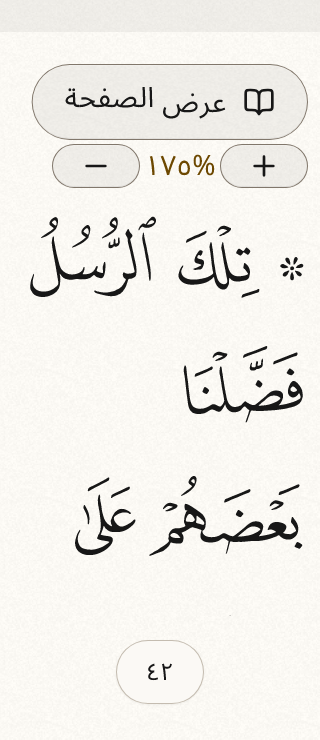 عرض الصفحة
+ ١٧٥% −
۞ تِلۡكَ ٱلرُّسُلُ
فَضَّلۡنَا
بَعۡضَهُمۡ عَلَىٰ
٤٢